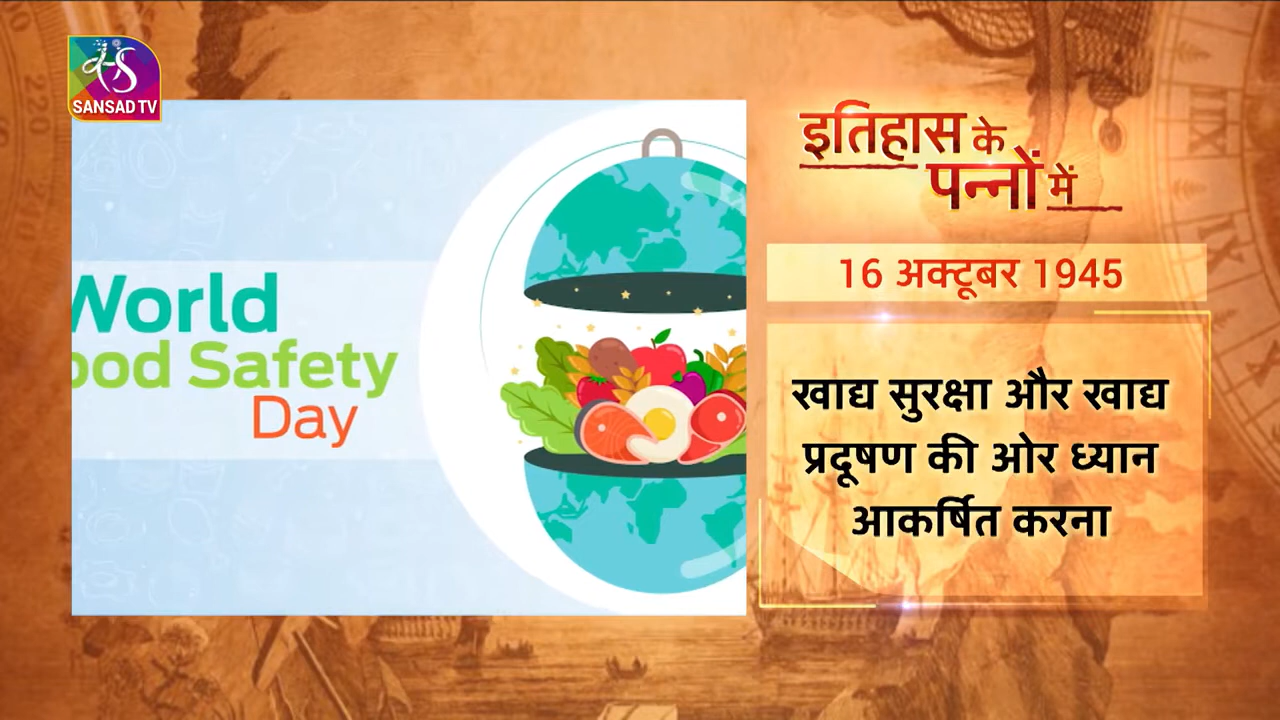 SANSAD TV
World
ood Safety
Day
इतिहास के
पन्नों में
16 अक्टूबर 1945
खाद्य सुरक्षा और खाद्य
प्रदूषण की ओर ध्यान
आकर्षित करना